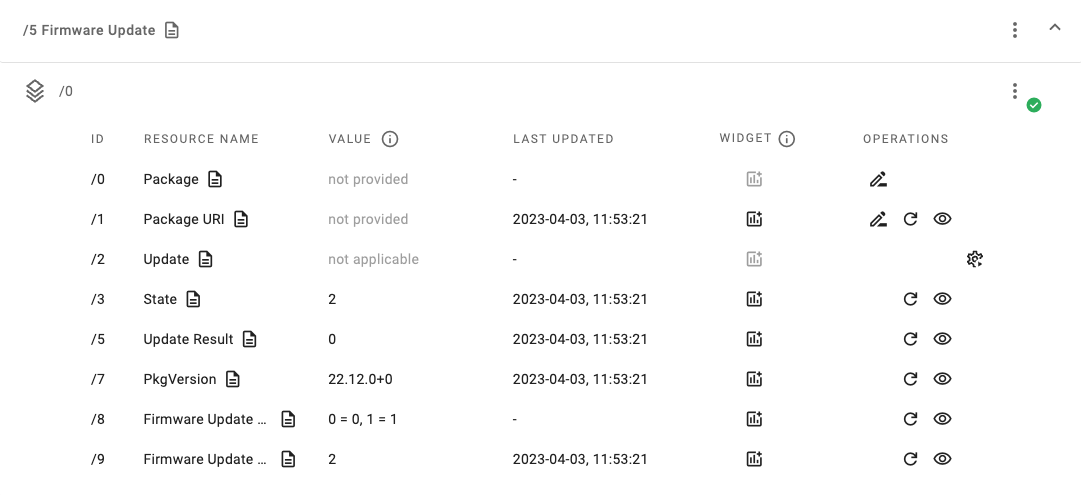 /5 Firmware Update
/0
ID RESOURCE NAME VALUE LAST UPDATED WIDGET OPERATIONS
/0 Package not provided -
/1 Package URI not provided 2023-04-03, 11:53:21
/2 Update not applicable -
/3 State 2 2023-04-03, 11:53:21
/5 Update Result 0 2023-04-03, 11:53:21
/7 PkgVersion 22.12.0+0 2023-04-03, 11:53:21
/8 Firmware Update ... 0 = 0, 1 = 1 -
/9 Firmware Update ... 2 2023-04-03, 11:53:21